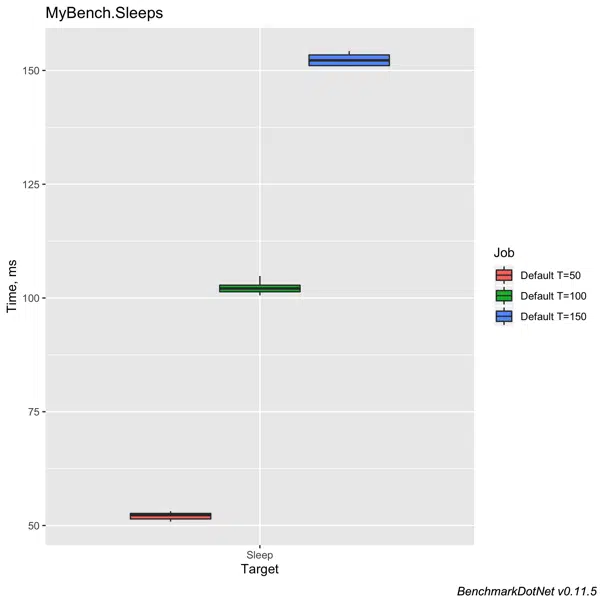 MyBench.Sleeps
150
125
100
75
50
Time, ms
Sleep
Target
Job
Default T=50
Default T=100
Default T=150
BenchmarkDotNet v0.11.5